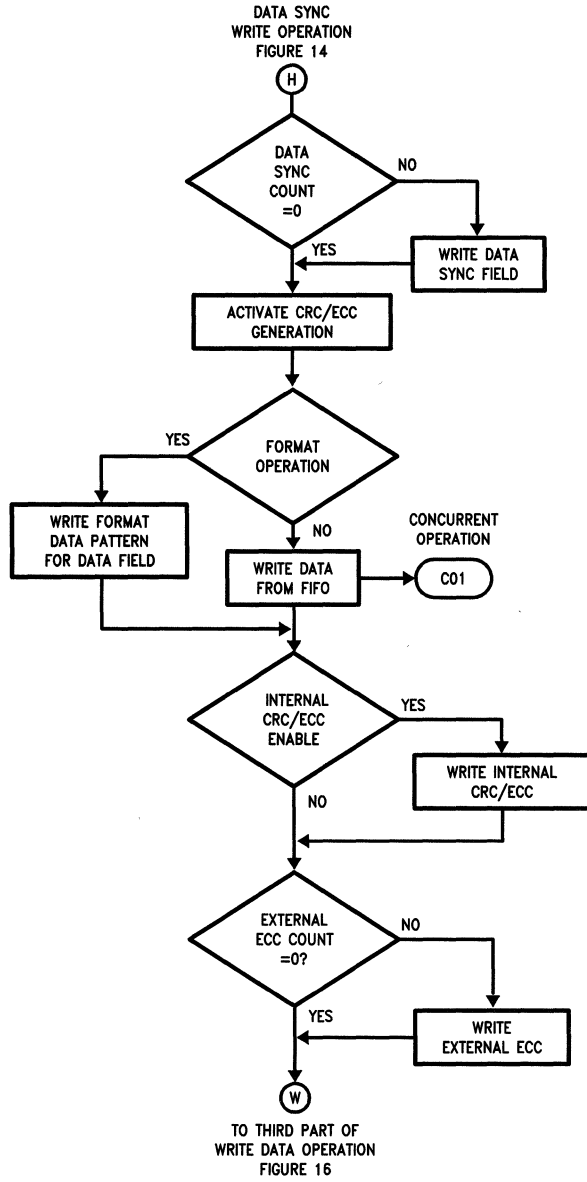 DATA SYNC
WRITE OPERATION
FIGURE 14
H
DATA
SYNC
COUNT
=0
NO
YES
WRITE DATA
SYNC FIELD
ACTIVATE CRC/ECC
GENERATION
YES
FORMAT
OPERATION
WRITE FORMAT
DATA PATTERN
FOR DATA FIELD
NO
CONCURRENT
OPERATION
WRITE DATA
FROM FIFO
C01
INTERNAL
CRC/ECC
ENABLE
YES
WRITE INTERNAL
CRC/ECC
NO
EXTERNAL
ECC COUNT
=0?
NO
YES
WRITE
EXTERNAL ECC
W
TO THIRD PART OF
WRITE DATA OPERATION
FIGURE 16